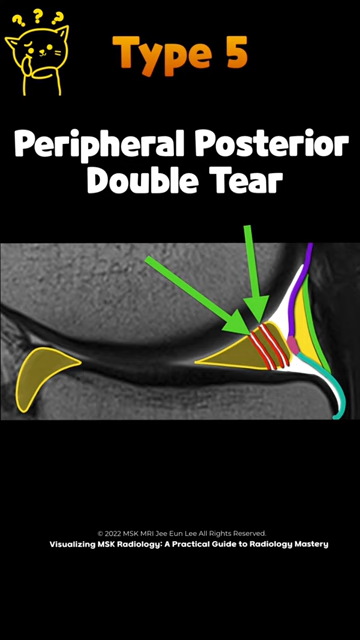 ? ? ? ?
Type 5
Peripheral Posterior
Double Tear
© 2022 MSK MRI Jee Eun Lee All Rights Reserved.
Visualizing MSK Radiology: A Practical Guide to Radiology Mastery